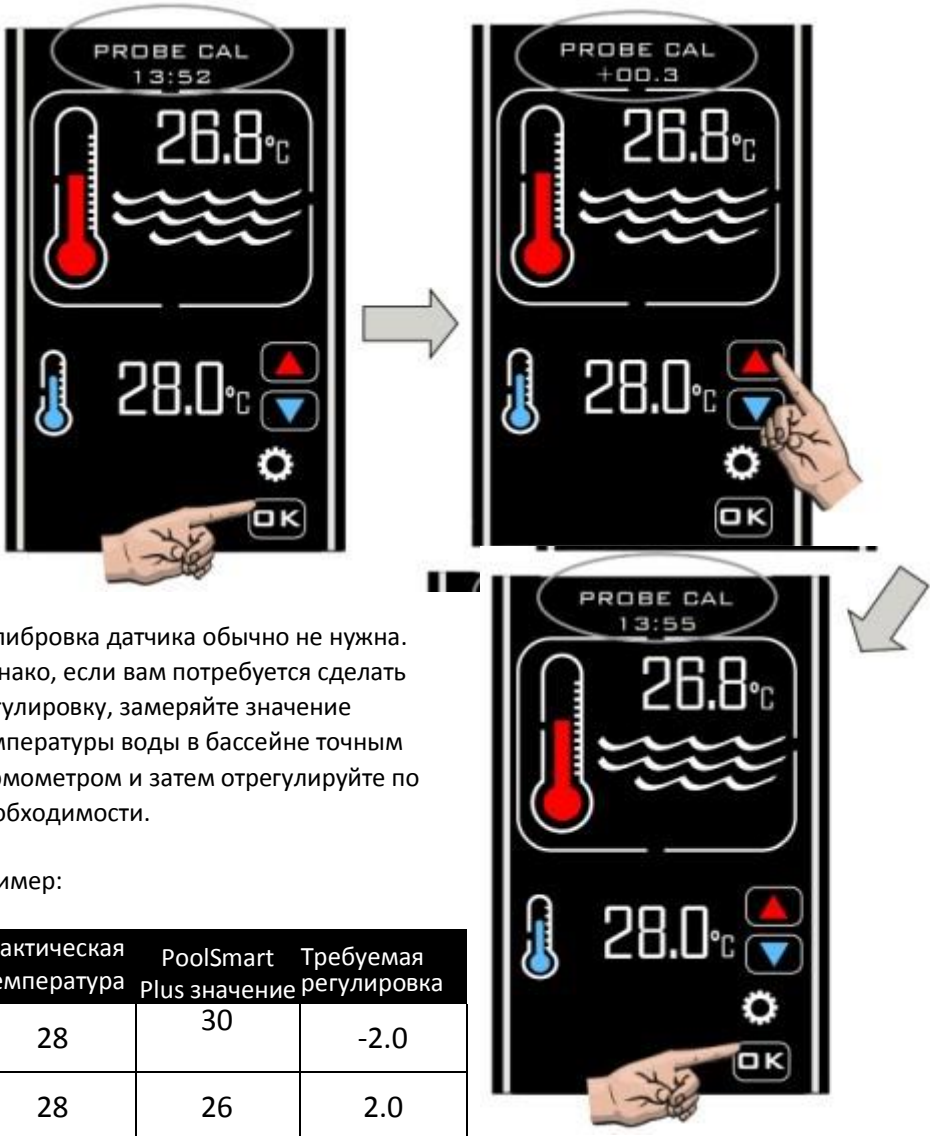 PROBE CAL
13:52
26.8°C
28.0°C
OK
PROBE CAL
+00.3
26.8°C
28.0°C
OK
PROBE CAL
13:55
26.8°C
28.0°C
OK
либровка датчика обычно не нужна.
нако, если вам потребуется сделать
гулировку, замеряйте значение
мпературы воды в бассейне точным
рмометром и затем отрегулируйте по
обходимости.
имер:
актическая температура PoolSmart Plus значение Требуемая регулировка
28 30 -2.0
28 26 2.0